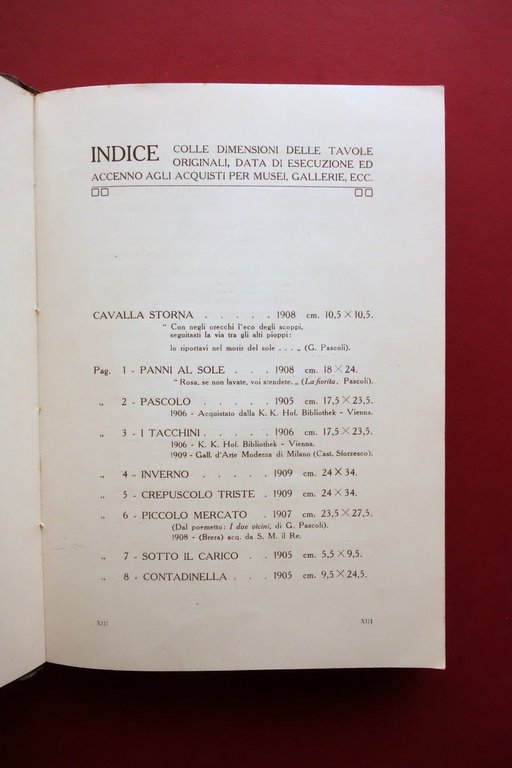 INDICE COLLE DIMENSIONI DELLE TAVOLE
ORIGINALI, DATA DI ESECUZIONE ED
ACCENNO AGLI ACQUISTI PER MUSEI, GALLERIE, ECC.
CAVALLA STORNA . . . . . 1908 cm. 10,5 × 10,5.
“ Con negli orecchi l'eco degli scoppi,
seguitasti la via tra gli alti pioppi:
lo riportavi nel morir del sole . . . . „ (G. Pascoli).
Pag. 1 - PANNI AL SOLE . . . . 1908 cm. 18 × 24.
“ Rosa, se non lavate, voi stendete. „ (La fiorita, Pascoli).
„ 2 - PASCOLO . . . . . 1905 cm. 17,5 × 23,5.
1906 - Acquistato dalla K. K. Hof. Bibliothek - Vienna.
„ 3 - I TACCHINI . . . . . 1906 cm. 17,5 × 23,5.
1906 - K. K. Hof. Bibliothek - Vienna.
1909 - Gall. d'Arte Moderna di Milano (Cast. Sforzesco).
„ 4 - INVERNO . . . . . 1909 cm. 24 × 34.
„ 5 - CREPUSCOLO TRISTE . 1909 cm. 24 × 34.
„ 6 - PICCOLO MERCATO . . 1907 cm. 23,5 × 27,5.
(Dal poemetto: I due vicini, di G. Pascoli).
1908 - (Brera) acq. da S. M. il Re.
„ 7 - SOTTO IL CARICO . . 1905 cm. 5,5 × 9,5.
„ 8 - CONTADINELLA . . . 1905 cm. 9,5 × 24,5.
XIII XIII